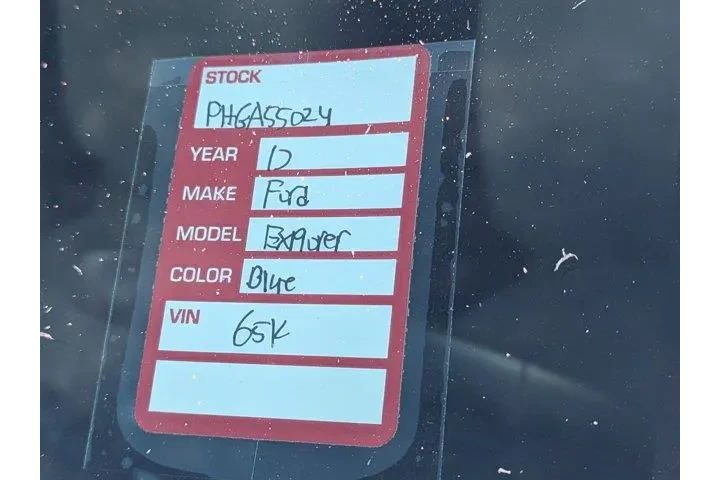 STOCK
PHGA55024
YEAR 17
MAKE Ford
MODEL Explorer
COLOR Blue
VIN 65K